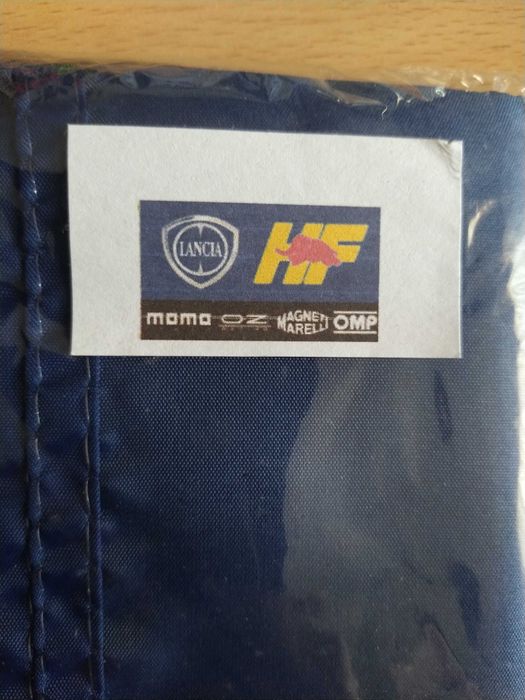 LANCIA
HF
momo OZ MAGNETI MARELLI OMP